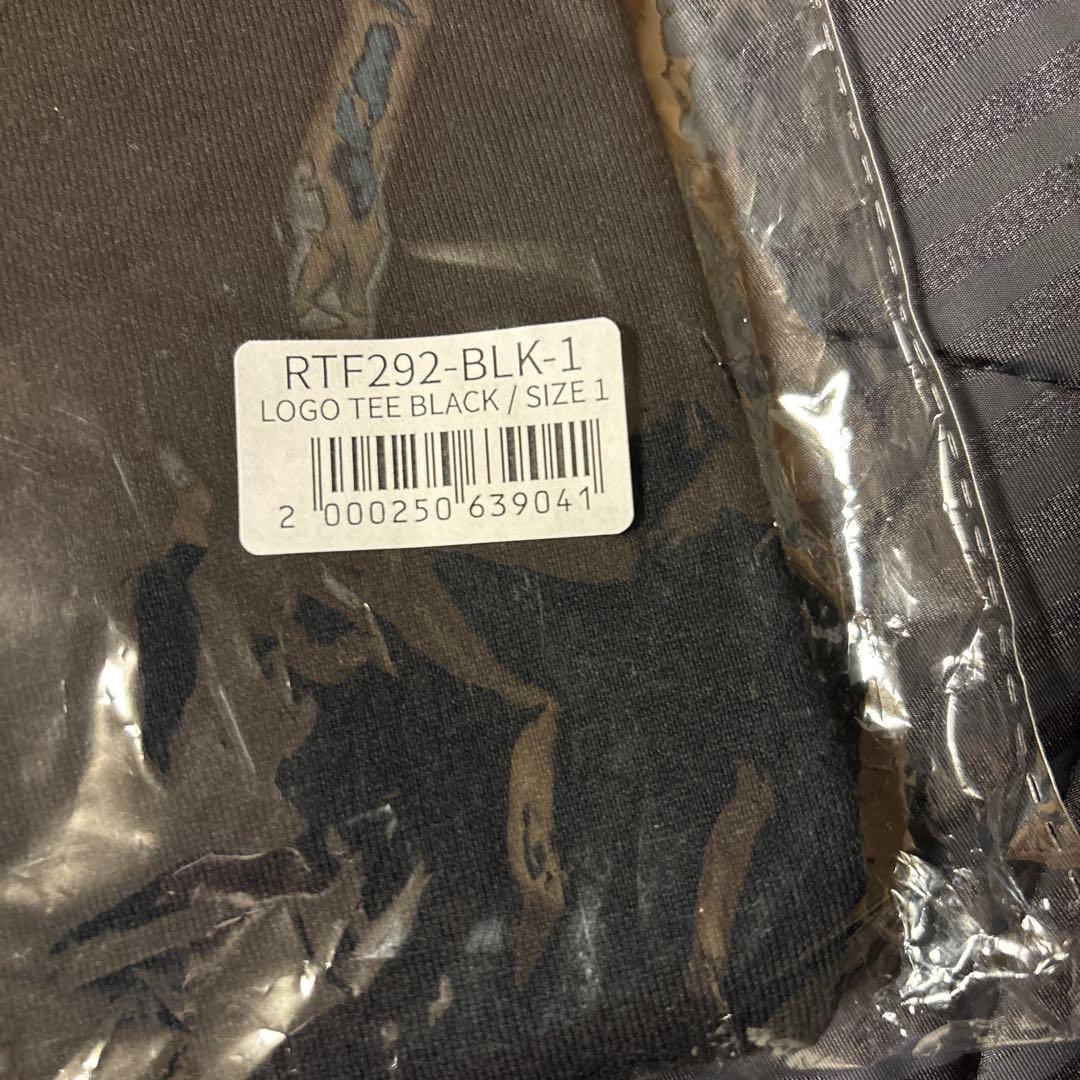 RTF292-BLK-1
LOGO TEE BLACK / SIZE 1
2 000250 639041